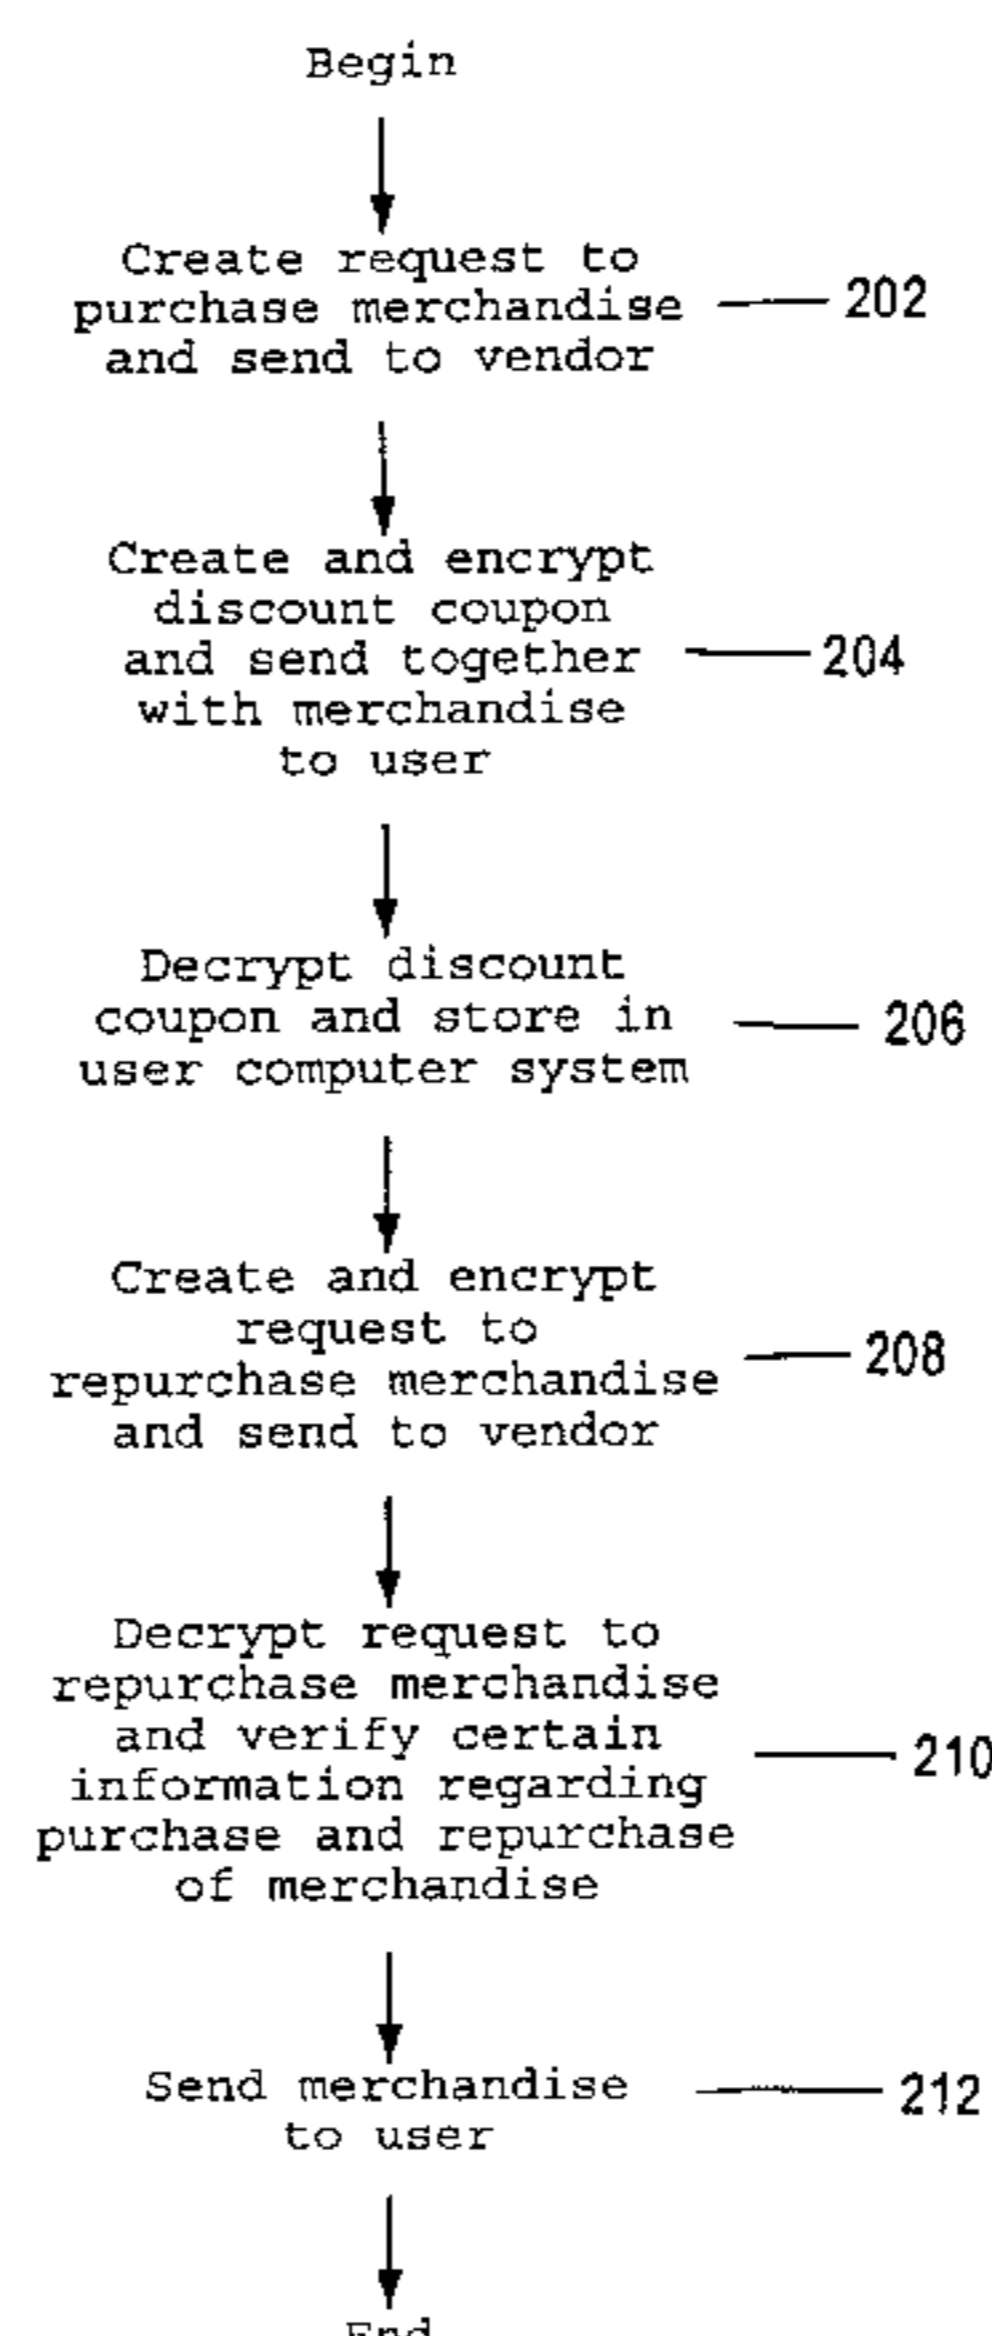 Begin
Create request to
purchase merchandise
and send to vendor
202
Create and encrypt
discount coupon
and send together
with merchandise
to user
204
Decrypt discount
coupon and store in
user computer system
206
Create and encrypt
request to
repurchase merchandise
and send to vendor
208
Decrypt request to
repurchase merchandise
and verify certain
information regarding
purchase and repurchase
of merchandise
210
Send merchandise
to user
212
End